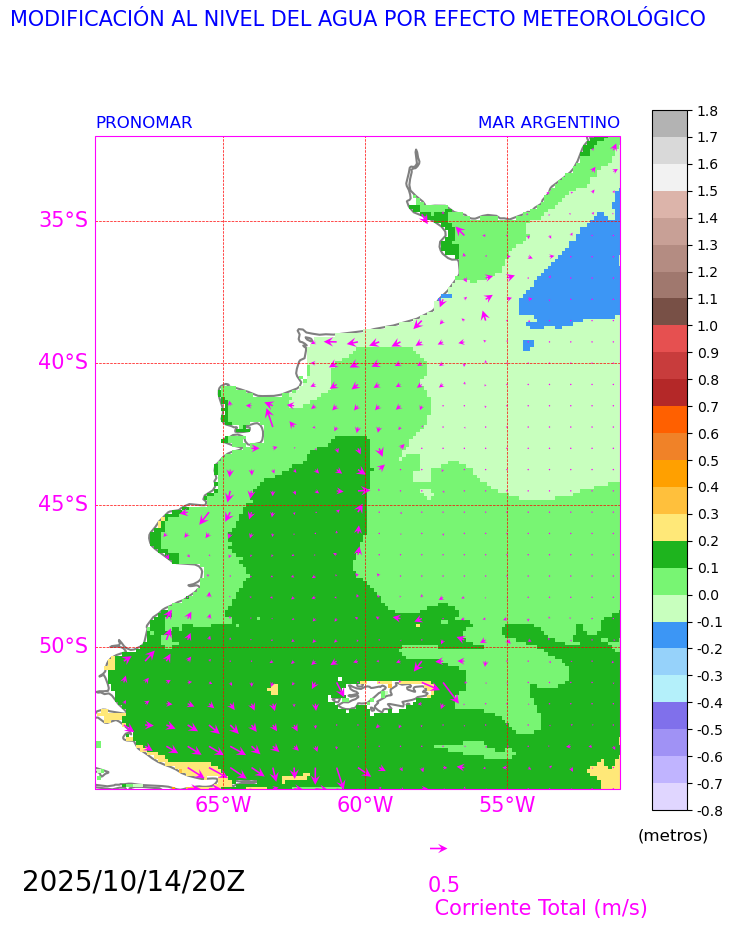 MODIFICACIÓN AL NIVEL DEL AGUA POR EFECTO METEOROLÓGICO
PRONOMAR
MAR ARGENTINO
35°S
40°S
45°S
50°S
65°W
60°W
55°W
1.8
1.7
1.6
1.5
1.4
1.3
1.2
1.1
1.0
0.9
0.8
0.7
0.6
0.5
0.4
0.3
0.2
0.1
0.0
-0.1
-0.2
-0.3
-0.4
-0.5
-0.6
-0.7
-0.8
(metros)
2025/10/14/20Z
0.5
Corriente Total (m/s)